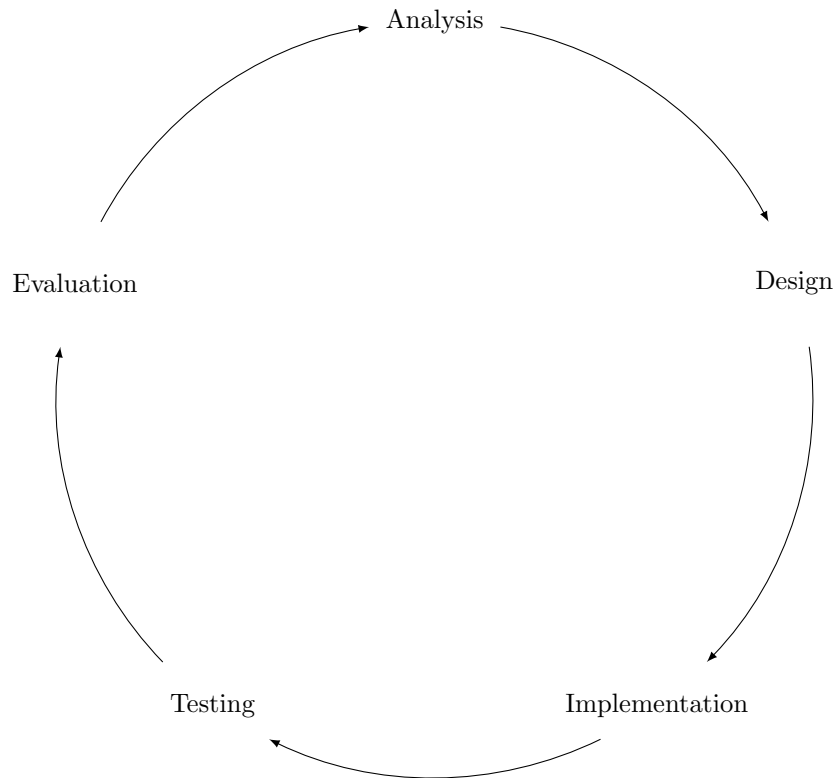 Analysis
Design
Implementation
Testing
Evaluation